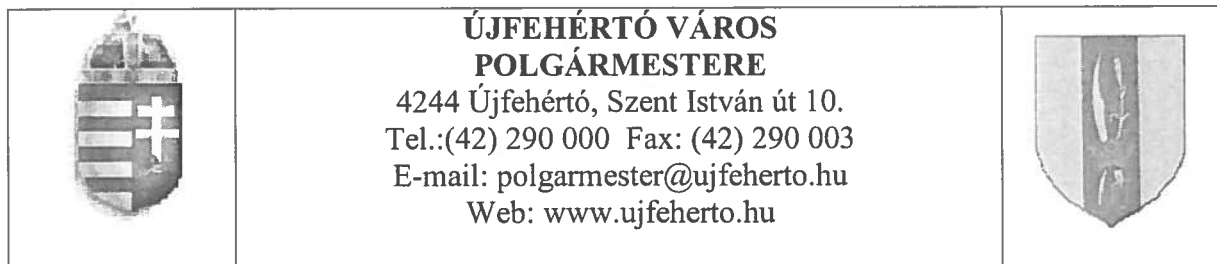 ÚJFEHÉRTÓ VÁROS
POLGÁRMESTERE
4244 Újfehértó, Szent István út 10.
Tel.:(42) 290 000 Fax: (42) 290 003
E-mail: polgarmester@ujfeherto.hu
Web: www.ujfeherto.hu